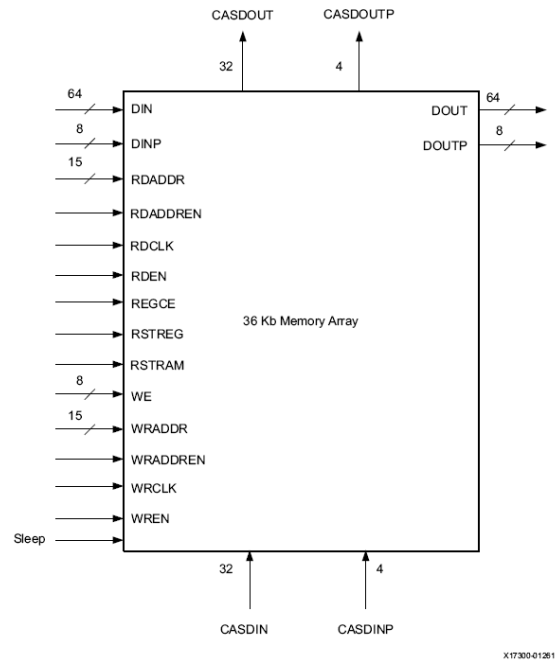 CASDOUT CASDOUTP
32 4
64 DIN DOUT 64
8 DINP DOUTP 8
15 RDADDR
RDADDREN
RDCLK
RDEN
REGCE
36 Kb Memory Array
RSTREG
RSTRAM
8 WE
15 WRADDR
WRADDREN
WRCLK
WREN
Sleep
32 4
CASDIN CASDINP
X17300-01261